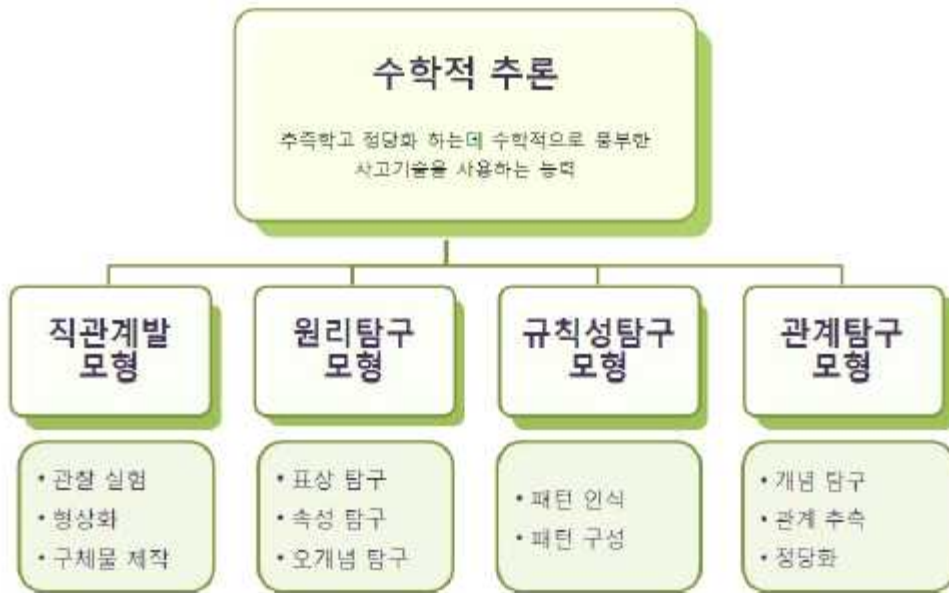 수학적 추론
추측학고 정당화 하는데 수학적으로 풍부한
사고기술을 사용하는 능력
직관계발
모형
원리탐구
모형
규칙성탐구
모형
관계탐구
모형
• 관찰 실험
• 형상화
• 구체물 제작
• 표상 탐구
• 속성 탐구
• 오개념 탐구
• 패턴 인식
• 패턴 구성
• 개념 탐구
• 관계 추측
• 정당화